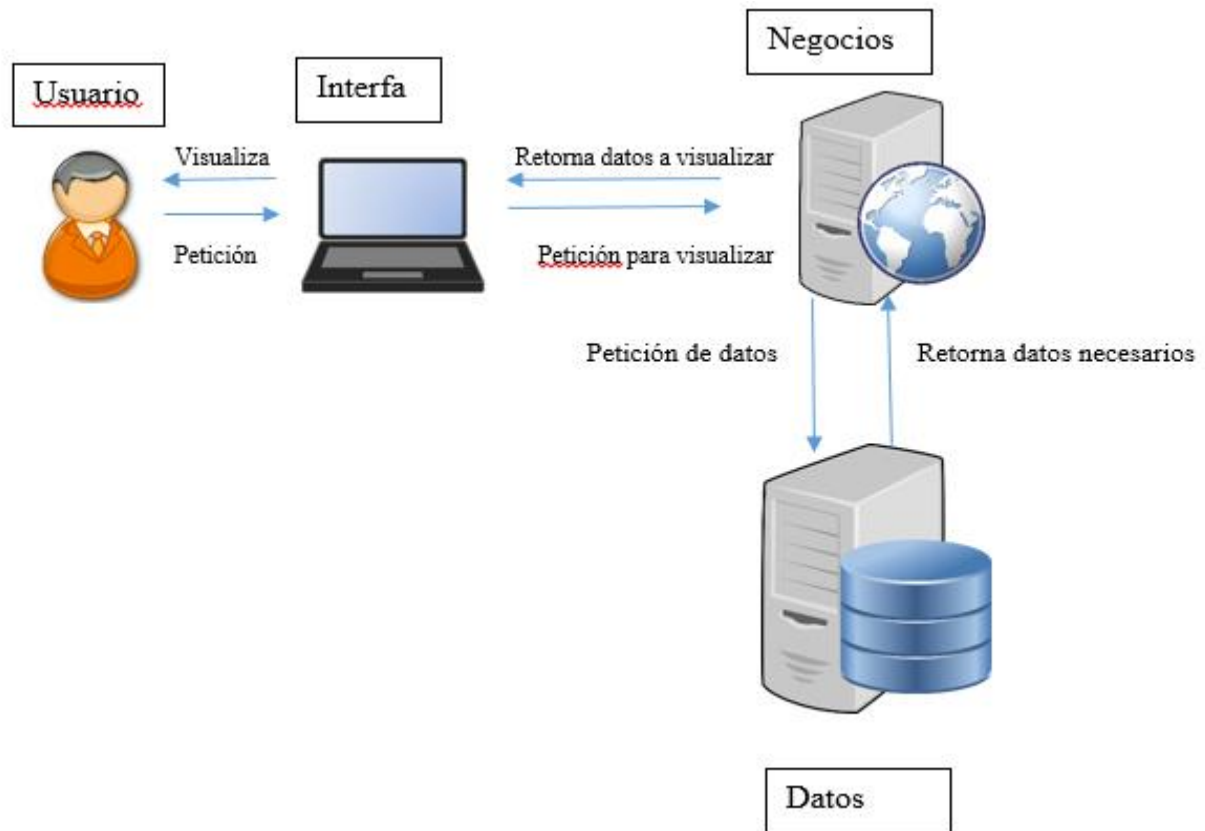 Negocios
Usuario
Interfa
Visualiza
Retorna datos a visualizar
Petición
Petición para visualizar
Petición de datos
Retorna datos necesarios
Datos